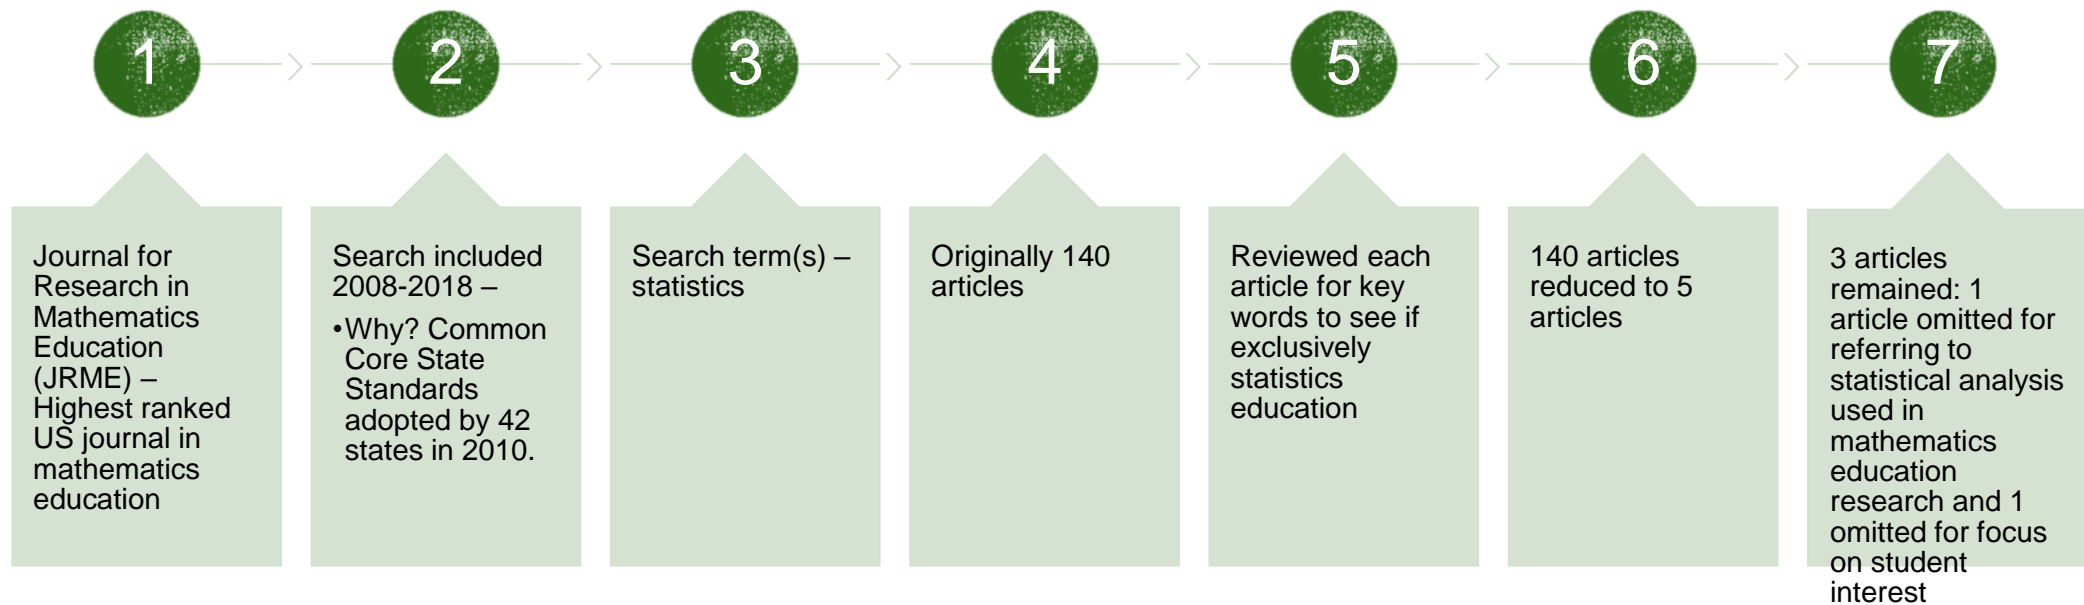 1
2
3
4
5
6
7
Journal for
Research in
Mathematics
Education
(JRME) –
Highest ranked
US journal in
mathematics
education
Search included
2008-2018 –
•Why? Common
Core State
Standards
adopted by 42
states in 2010.
Search term(s) –
statistics
Originally 140
articles
Reviewed each
article for key
words to see if
exclusively
statistics
education
140 articles
reduced to 5
articles
3 articles
remained: 1
article omitted for
referring to
statistical analysis
used in
mathematics
education
research and 1
omitted for focus
on student
interest